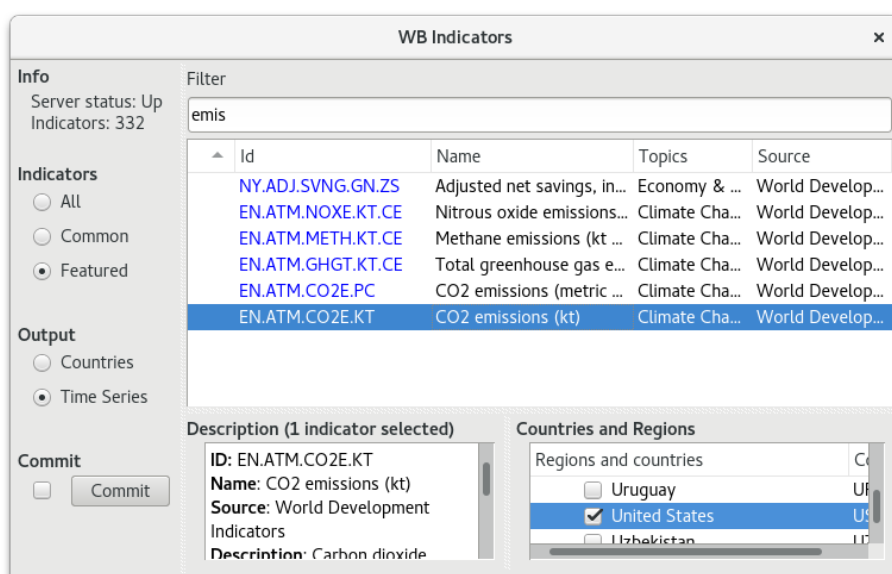 WB Indicators
Info
Server status: Up
Indicators: 332
Indicators
All
Common
Featured
Output
Countries
Time Series
Commit
Commit
Filter
emis
Id Name Topics Source
NY.ADJ.SVNG.GN.ZS Adjusted net savings, in... Economy & ... World Develop...
EN.ATM.NOXE.KT.CE Nitrous oxide emissions... Climate Cha... World Develop...
EN.ATM.METH.KT.CE Methane emissions (kt ... Climate Cha... World Develop...
EN.ATM.GHGT.KT.CE Total greenhouse gas e... Climate Cha... World Develop...
EN.ATM.CO2E.PC CO2 emissions (metric ... Climate Cha... World Develop...
EN.ATM.CO2E.KT CO2 emissions (kt) Climate Cha... World Develop...
Description (1 indicator selected)
ID: EN.ATM.CO2E.KT
Name: CO2 emissions (kt)
Source: World Development
Indicators
Description: Carbon dioxide
Countries and Regions
Regions and countries
Uruguay
United States
Uzbekistan